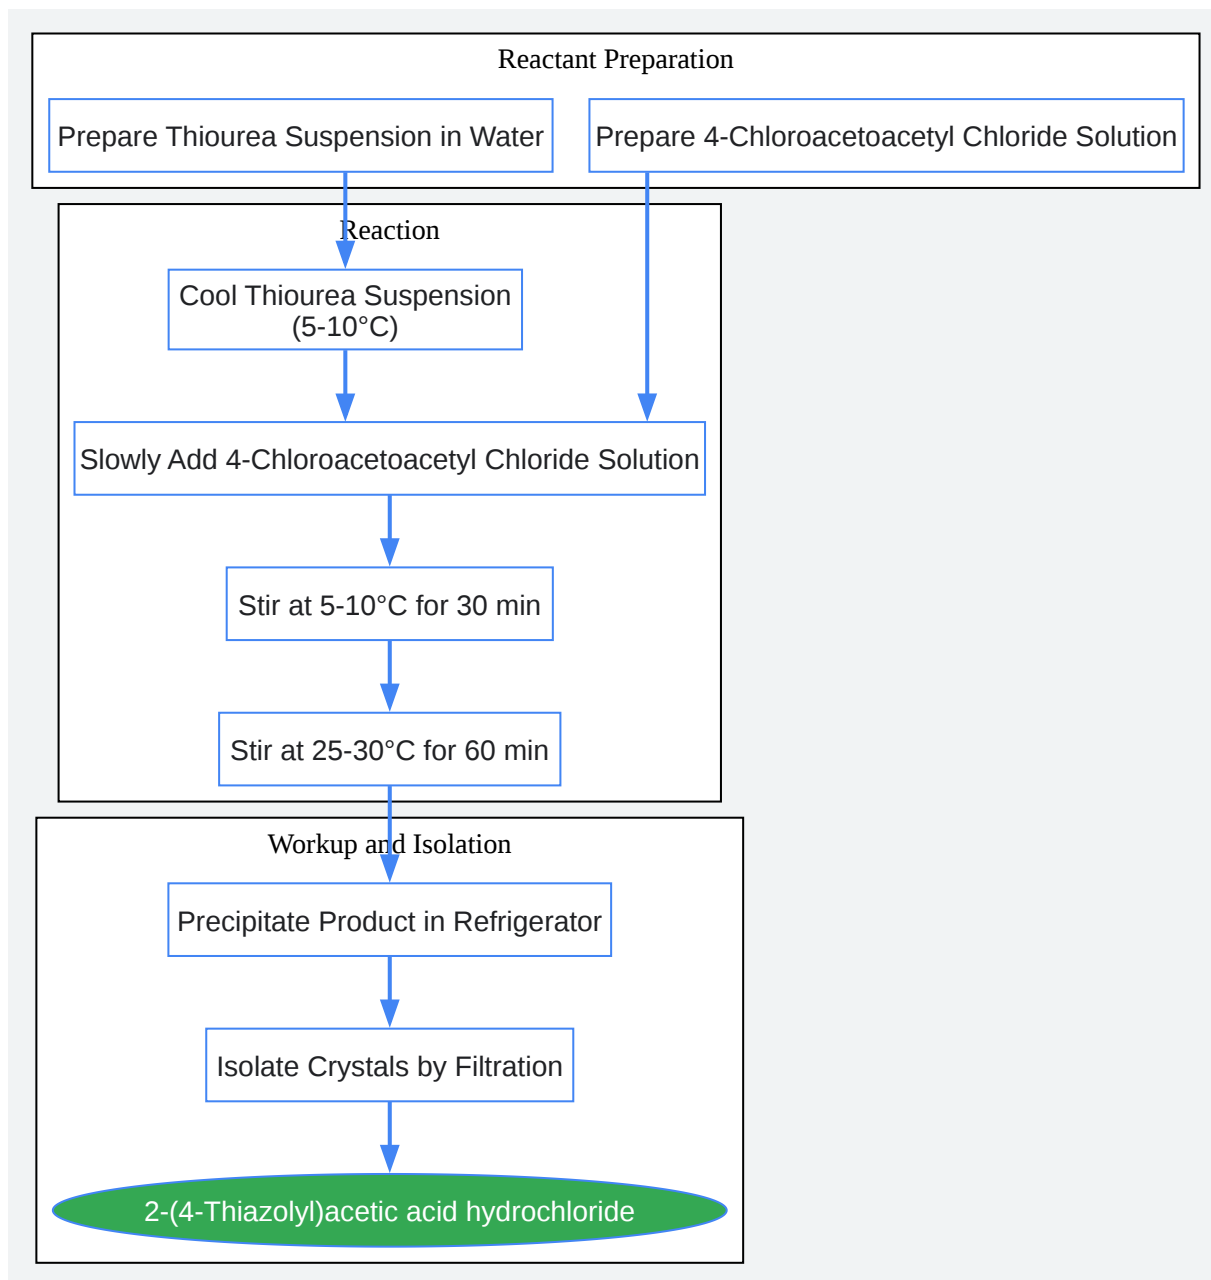 Reactant Preparation
Prepare Thiourea Suspension in Water
Prepare 4-Chloroacetoacetyl Chloride Solution
Reaction
Cool Thiourea Suspension
(5-10°C)
Slowly Add 4-Chloroacetoacetyl Chloride Solution
Stir at 5-10°C for 30 min
Stir at 25-30°C for 60 min
Workup and Isolation
Precipitate Product in Refrigerator
Isolate Crystals by Filtration
2-(4-Thiazolyl)acetic acid hydrochloride